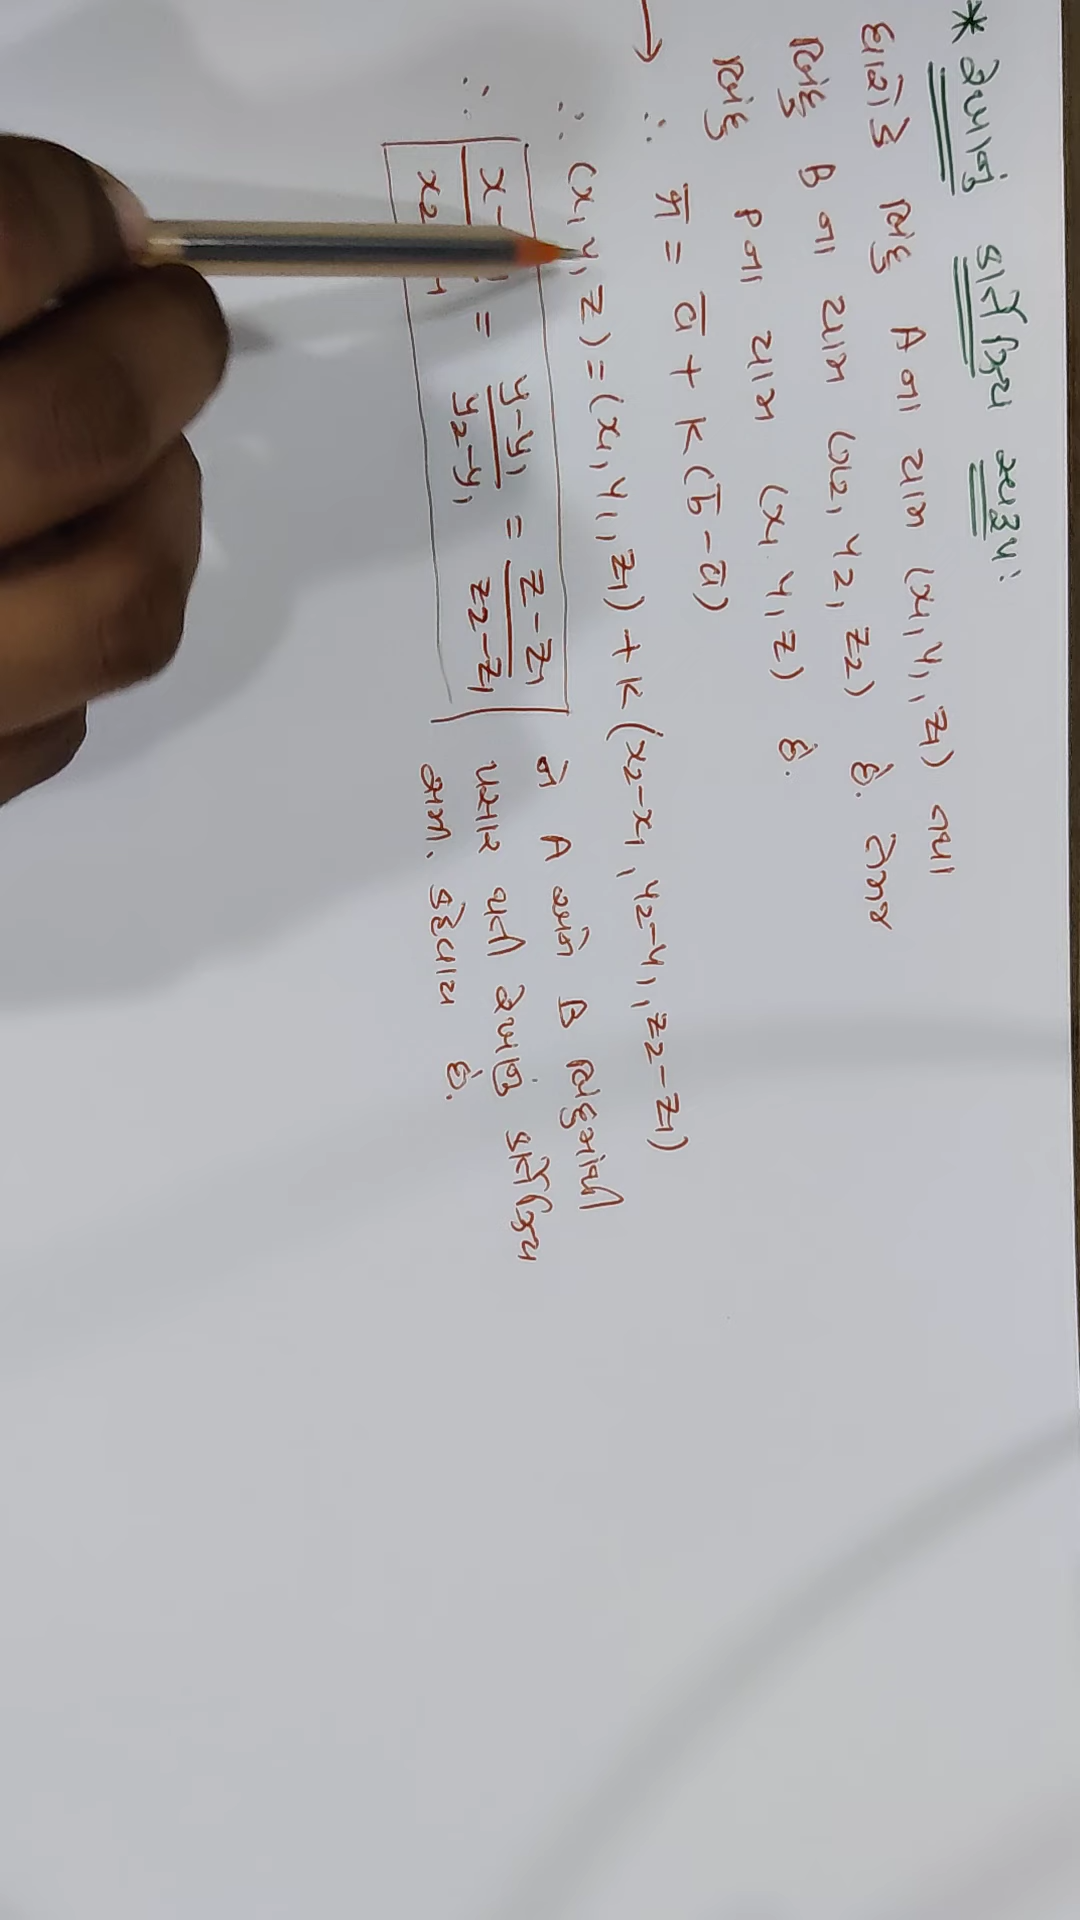 * રેખાનું કાર્તેઝિય સ્વરૂપ:
ધારોકે બિંદુ A ના યામ (x₁, y₁, z₁) તથા
બિંદુ B ના યામ (x₂, y₂, z₂) છે. તેમજ
બિંદુ P ના યામ (x, y, z) છે.
→ ∴ r̅ = a̅ + k(b̅ - a̅)
∴ (x, y, z) = (x₁, y₁, z₁) + k (x₂-x₁, y₂-y₁, z₂-z₁)
∴ = y-y₁/y₂-y₁ = z-z₁/z₂-z₁ એ A અને B બિંદુમાંથી
પસાર થતી રેખાનું કાર્તેઝિય
સમી. કહેવાય છે.